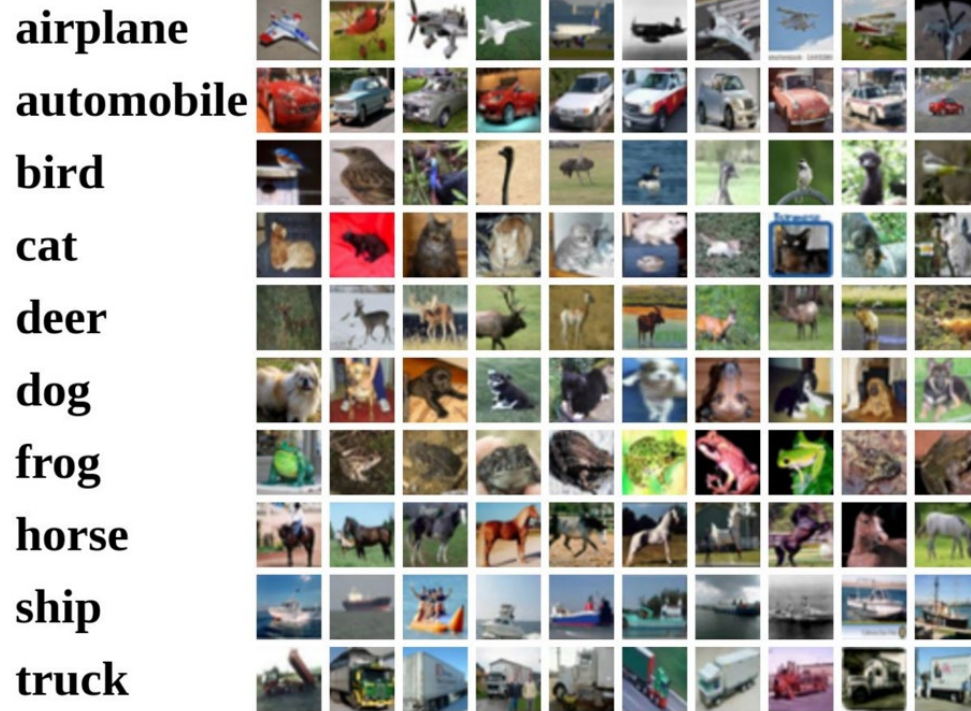 airplane
automobile
bird
cat
deer
dog
frog
horse
ship
truck